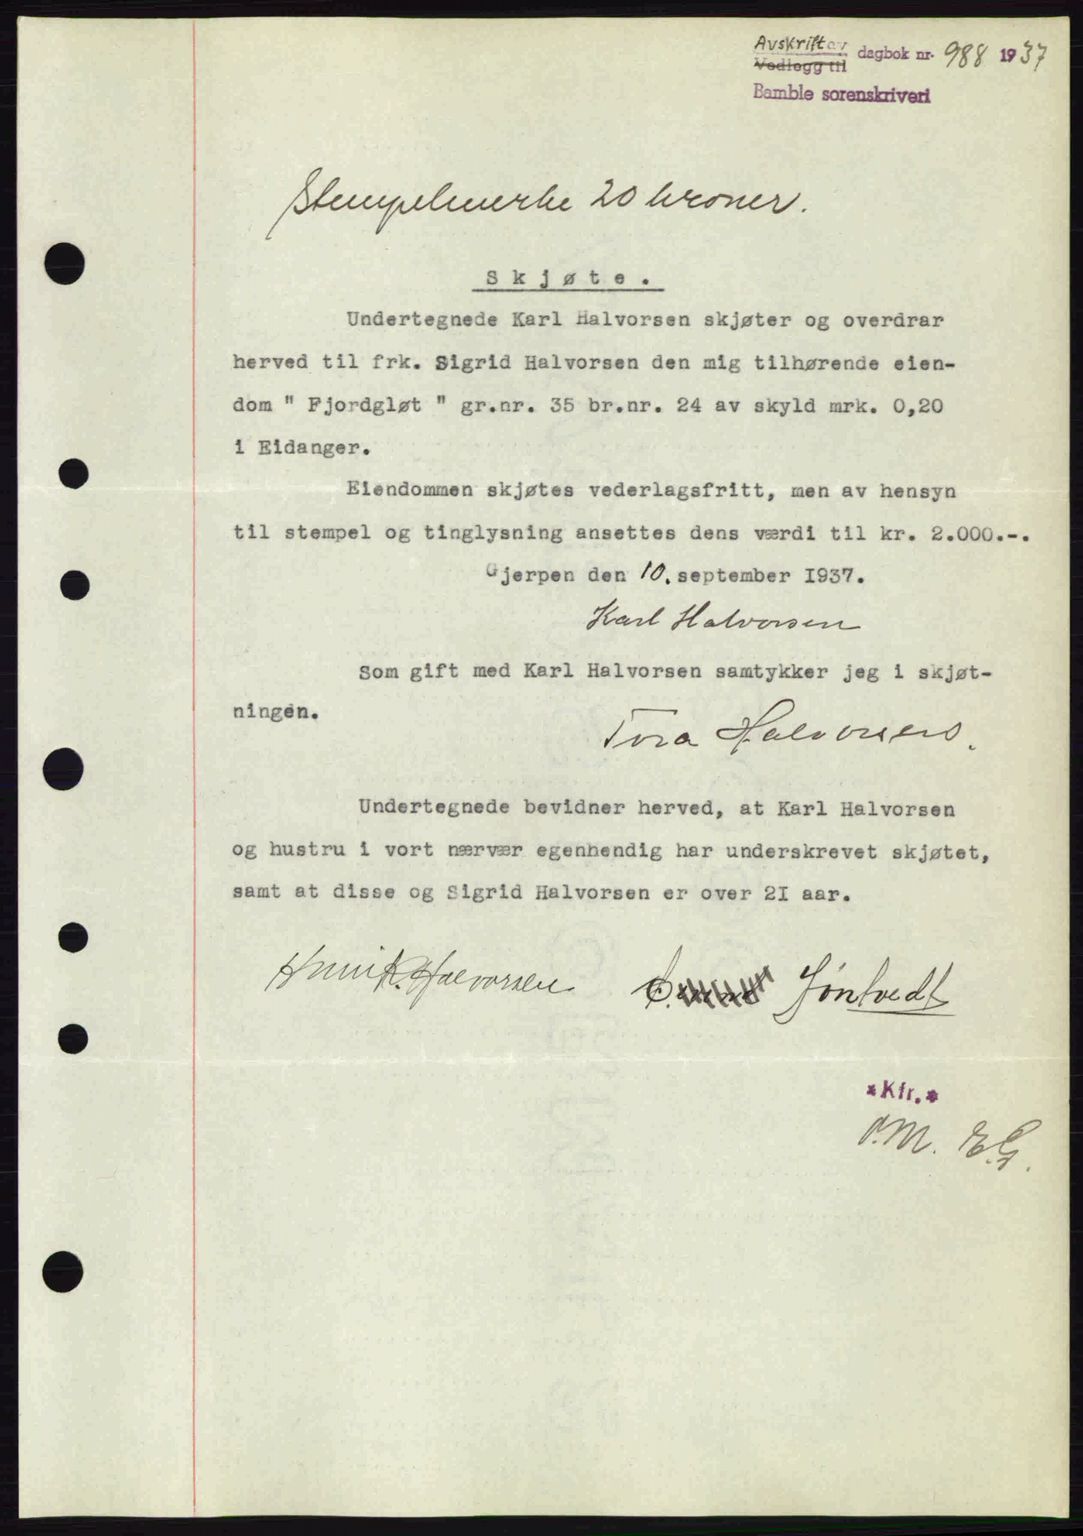 Avskrift av
Vedlegg til dagbok nr. 988 1937
Bamble sorenskriveri
Stempelmerke 20 kroner.
Skjøte.
Undertegnede Karl Halvorsen skjøter og overdrar
herved til frk. Sigrid Halvorsen den mig tilhørende eien-
dom " Fjordgløt " gr.nr. 35 br.nr. 24 av skyld mrk. 0,20
i Eidanger.
Eiendommen skjøtes vederlagsfritt, men av hensyn
til stempel og tinglysning ansettes dens værdi til kr. 2.000.-.
Gjerpen den 10. september I937.
Karl Halvorsen
Som gift med Karl Halvorsen samtykker jeg i skjøt-
ningen.
Tora Halvorsen.
Undertegnede bevidner herved, at Karl Halvorsen
og hustru i vort nærvær egenhendig har underskrevet skjøtet,
samt at disse og Sigrid Halvorsen er over 2I aar.
Henrik Halvorsen Jøntvedt
*Kfr.*
P.M. E.G.